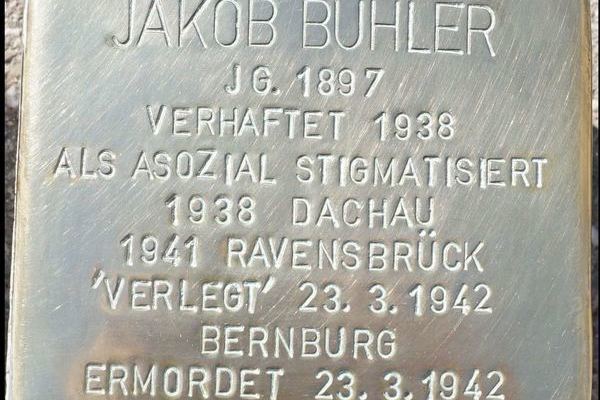 JAKOB BÜHLER
JG. 1897
VERHAFTET 1938
ALS ASOZIAL STIGMATISIERT
1938 DACHAU
1941 RAVENSBRÜCK
'VERLEGT' 23. 3. 1942
BERNBURG
ERMORDET 23. 3. 1942